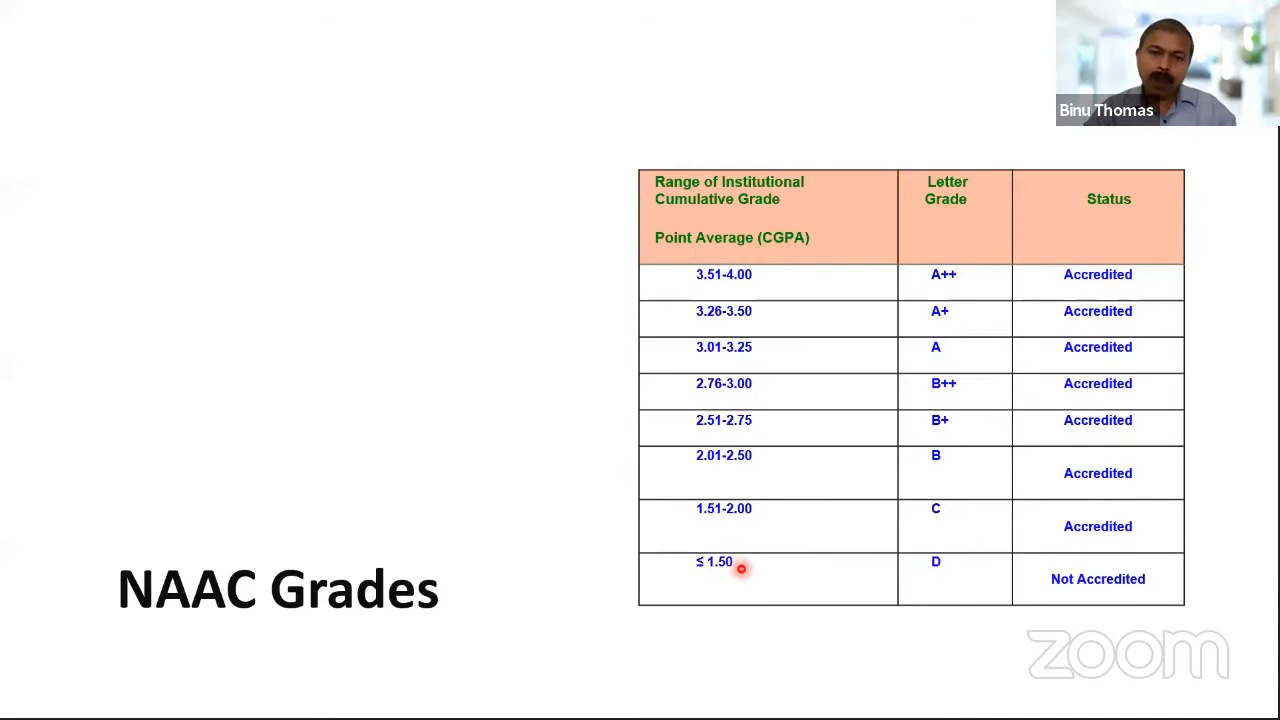 Binu Thomas
Range of Institutional
Cumulative Grade
Point Average (CGPA)
Letter
Grade
Status
3.51-4.00 A++ Accredited
3.26-3.50 A+ Accredited
3.01-3.25 A Accredited
2.76-3.00 B++ Accredited
2.51-2.75 B+ Accredited
2.01-2.50 B Accredited
1.51-2.00 C Accredited
≤ 1.50 D Not Accredited
NAAC Grades
zoom